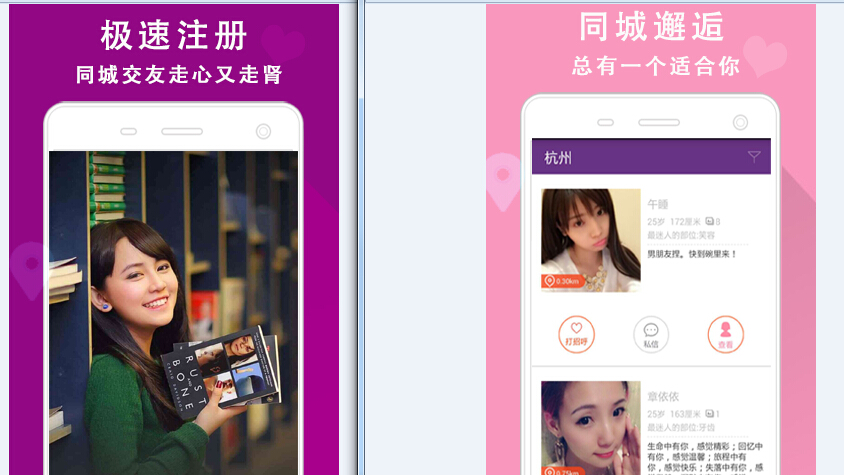 极速注册
同城交友走心又走肾
RUST
AND
BONE
CRAIG DAVIDSON
同城邂逅
总有一个适合你
杭州
午睡
25岁 172厘米 8
最迷人的部位:笑容
男朋友捏。快到碗里来！
0.30km
打招呼
私信
查看
章依依
25岁 163厘米 1
最迷人的部位:牙齿
生命中有你，感觉精彩；回忆中
有你，感觉温馨；旅程中有
你，感觉快乐；失落中有你，感
0.75km